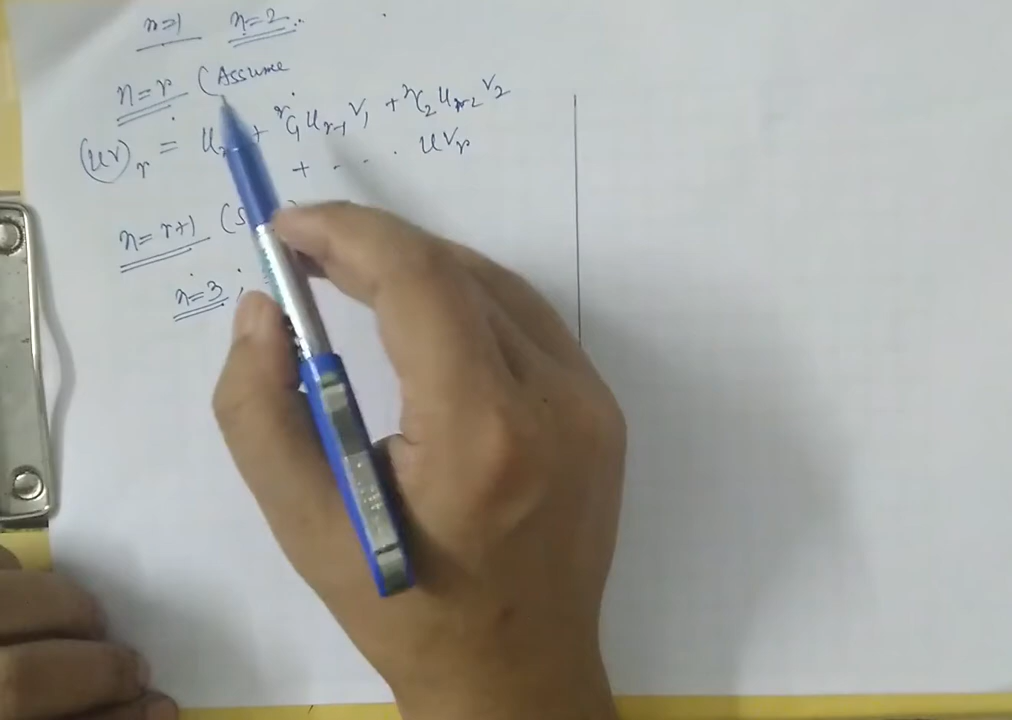 n=1 n=2...
n=r (Assume
(uv)ᵣ = u + ʳC₁ uᵣ₋₁ v₁ + ʳC₂ uᵣ₋₂ v₂
+ - - . uvᵣ
n=r+1 (S
n=3;